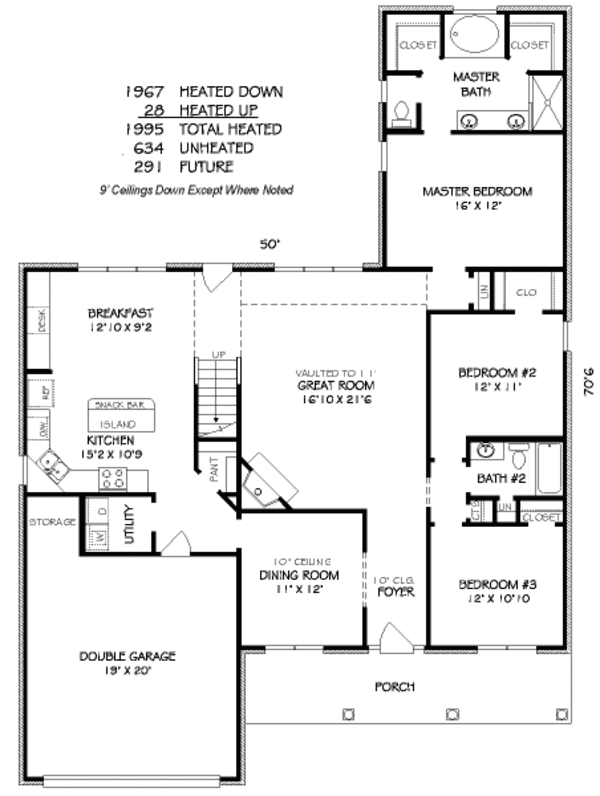 CLOSET
CLOSET
MASTER
BATH
1967 HEATED DOWN
28 HEATED UP
1995 TOTAL HEATED
634 UNHEATED
291 FUTURE
9' Ceilings Down Except Where Noted
MASTER BEDROOM
16' X 12'
50'
LIN
CLO
BREAKFAST
12'10 X 9'2
DESK
UP
VAULTED TO 11'
GREAT ROOM
16'10 X 21'6
BEDROOM #2
12' X 11'
70'6
REF
SNACK BAR
ISLAND
D/W
KITCHEN
15'2 X 10'9
PANT
BATH #2
STORAGE
D
W
UTILITY
LIN
CLOSET
10' CEILING
DINING ROOM
11' X 12'
10' CLG.
FOYER
BEDROOM #3
12' X 10'10
DOUBLE GARAGE
19' X 20'
PORCH